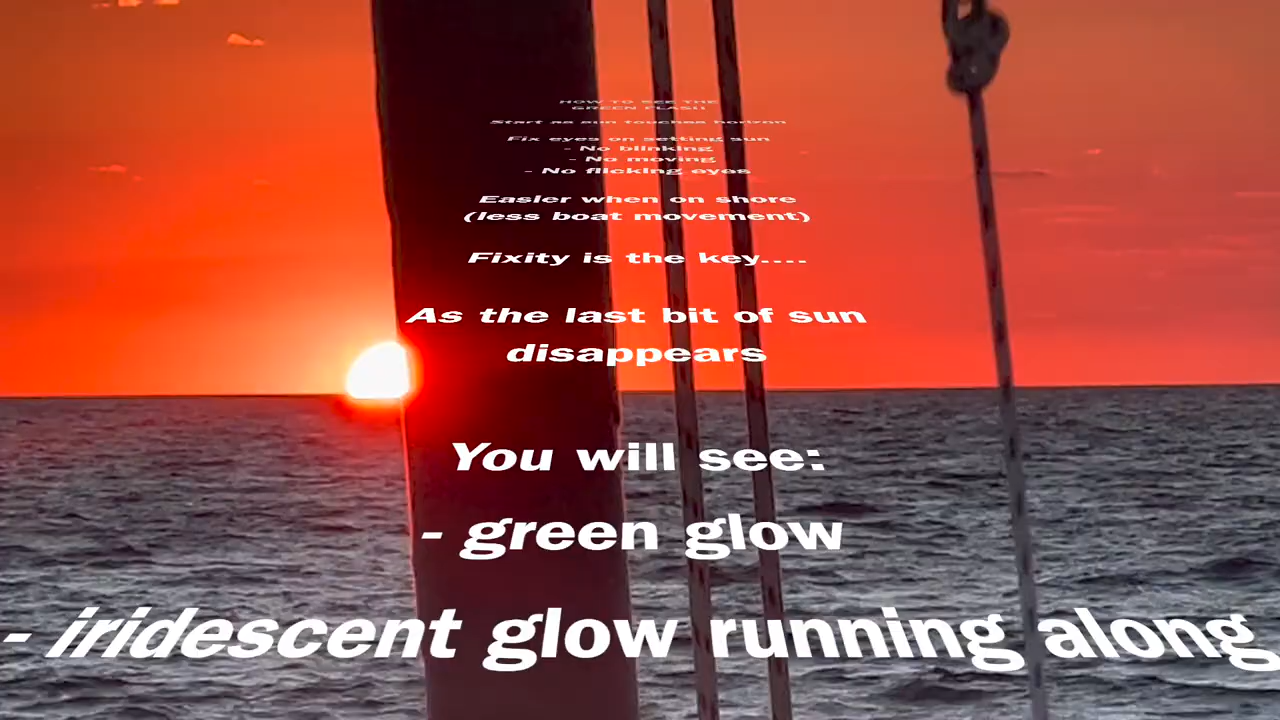 HOW TO SEE THE
GREEN FLASH
Start as sun touches horizon
Fix eyes on setting sun
- No blinking
- No moving
- No flicking eyes
Easier when on shore
(less boat movement)
Fixity is the key....
As the last bit of sun
disappears
You will see:
- green glow
- iridescent glow running along